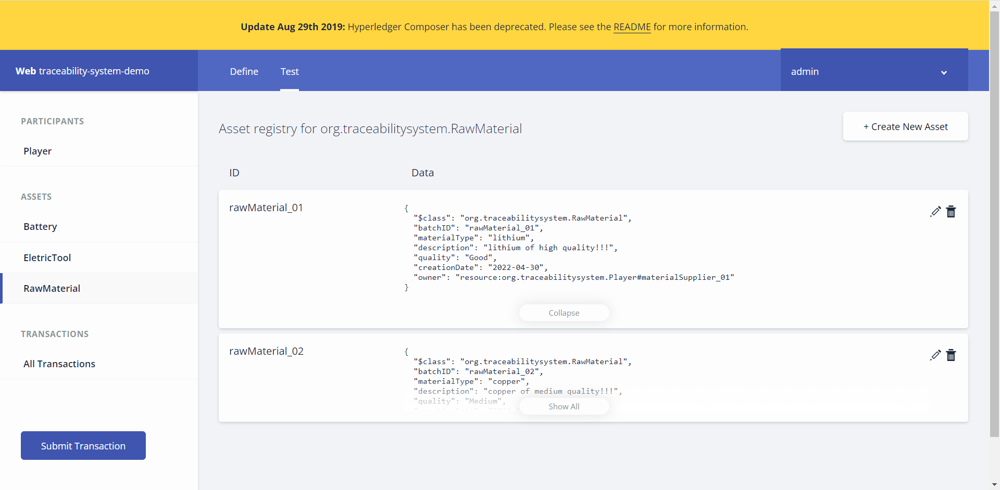 Update Aug 29th 2019: Hyperledger Composer has been deprecated. Please see the README for more information.
Web traceability-system-demo
Define
Test
admin
PARTICIPANTS
Player
ASSETS
Battery
EletricTool
RawMaterial
TRANSACTIONS
All Transactions
Submit Transaction
Asset registry for org.traceabilitysystem.RawMaterial
+ Create New Asset
ID
Data
rawMaterial_01
{
"$class": "org.traceabilitysystem.RawMaterial",
"batchID": "rawMaterial_01",
"materialType": "lithium",
"description": "lithium of high quality!!!",
"quality": "Good",
"creationDate": "2022-04-30",
"owner": "resource:org.traceabilitysystem.Player#materialSupplier_01"
}
Collapse
rawMaterial_02
{
"$class": "org.traceabilitysystem.RawMaterial",
"batchID": "rawMaterial_02",
"materialType": "copper",
"description": "copper of medium quality!!!",
"quality": "Medium",
Show All